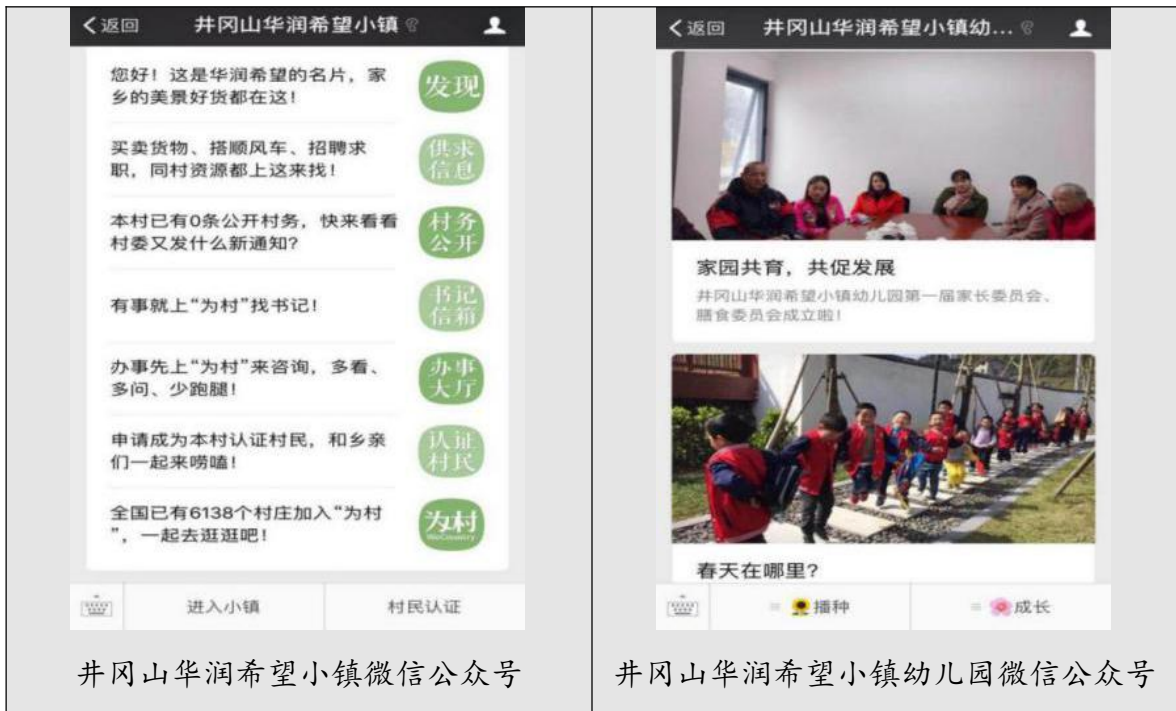 返回
井冈山华润希望小镇
您好！这是华润希望的名片，家
乡的美景好货都在这！
发现
买卖货物、搭顺风车、招聘求
职，同村资源都上这来找！
供求
信息
本村已有0条公开村务，快来看看
村委又发什么新通知？
村务
公开
有事就上“为村”找书记！
书记
信箱
办事先上“为村”来咨询，多看、
多问、少跑腿！
办事
大厅
申请成为本村认证村民，和乡亲
们一起来唠嗑！
认证
村民
全国已有6138个村庄加入“为村
”，一起去逛逛吧！
为村
WeCountry
进入小镇
村民认证
井冈山华润希望小镇微信公众号
返回
井冈山华润希望小镇幼...
家园共育，共促发展
井冈山华润希望小镇幼儿园第一届家长委员会、
膳食委员会成立啦！
春天在哪里？
播种
成长
井冈山华润希望小镇幼儿园微信公众号